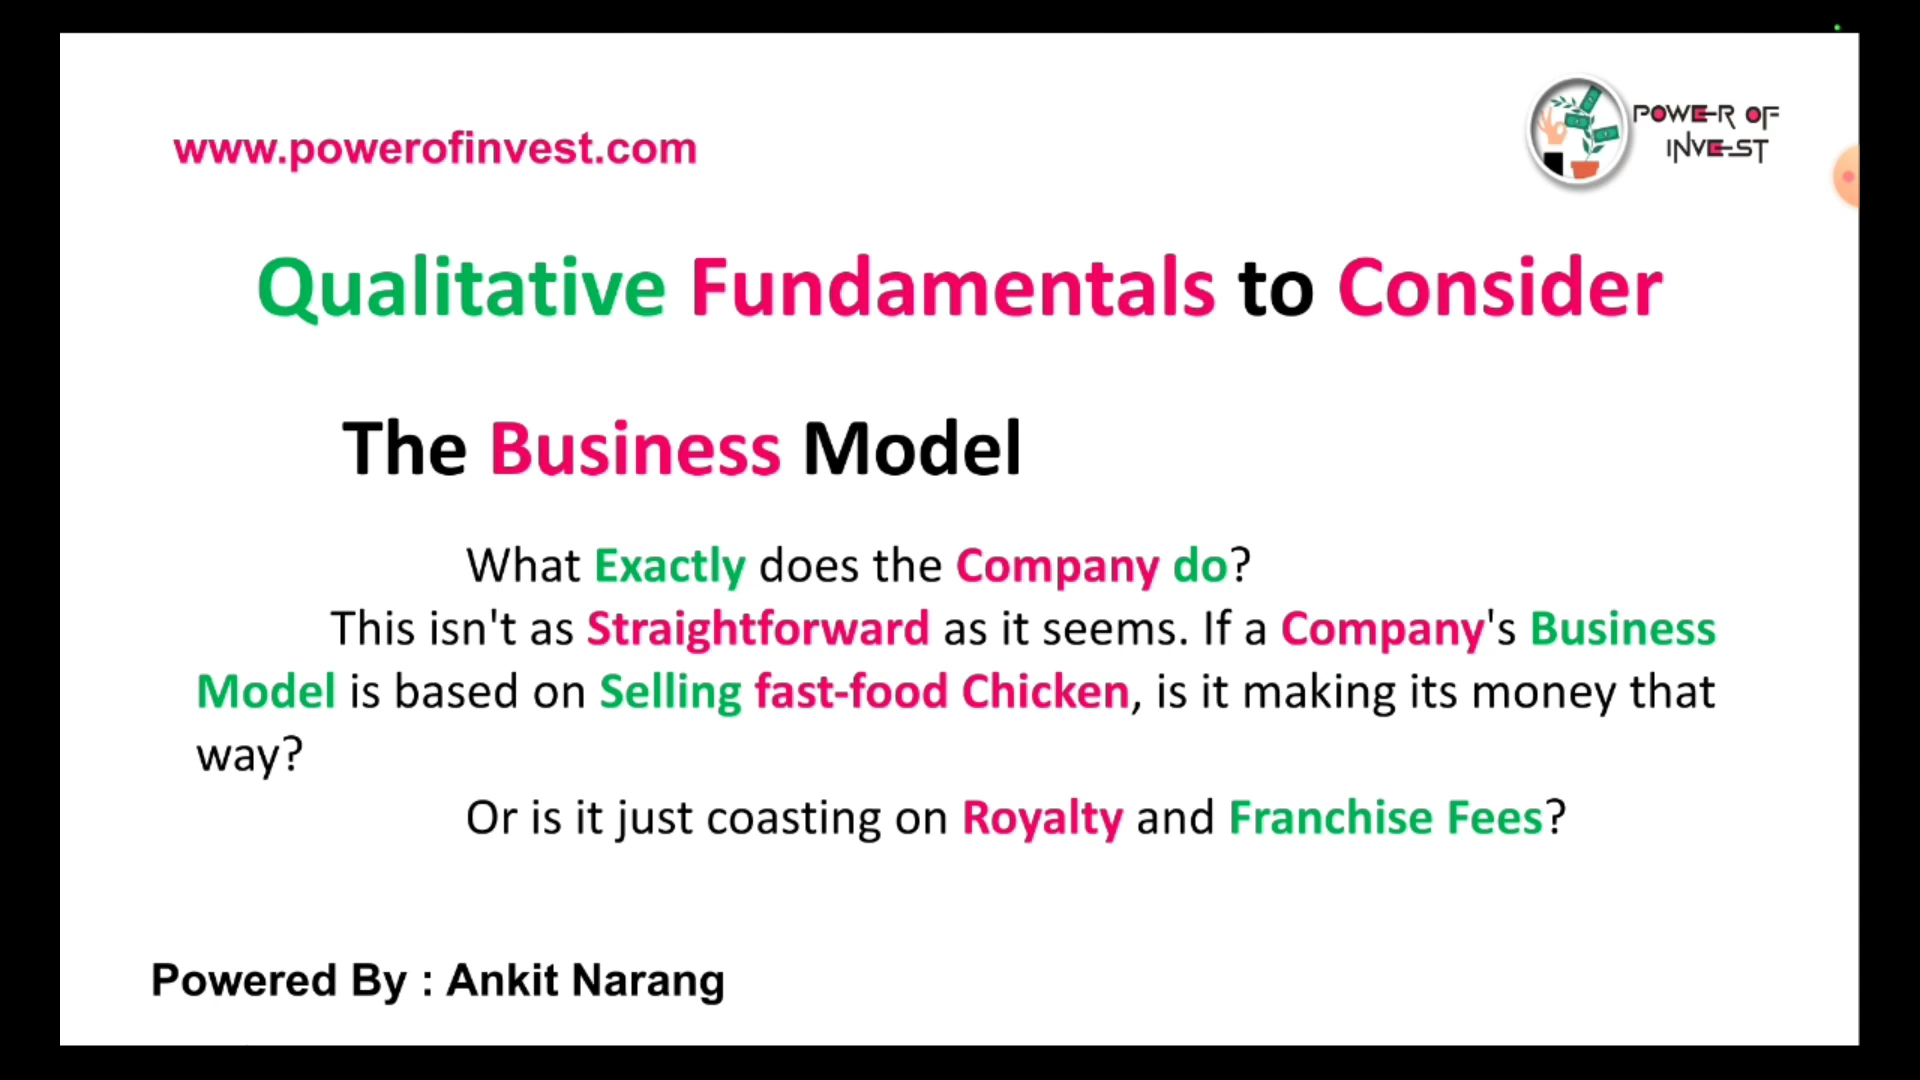 www.powerofinvest.com
POWER OF
INVEST
Qualitative Fundamentals to Consider
The Business Model
What Exactly does the Company do?
This isn't as Straightforward as it seems. If a Company's Business
Model is based on Selling fast-food Chicken, is it making its money that
way?
Or is it just coasting on Royalty and Franchise Fees?
Powered By : Ankit Narang